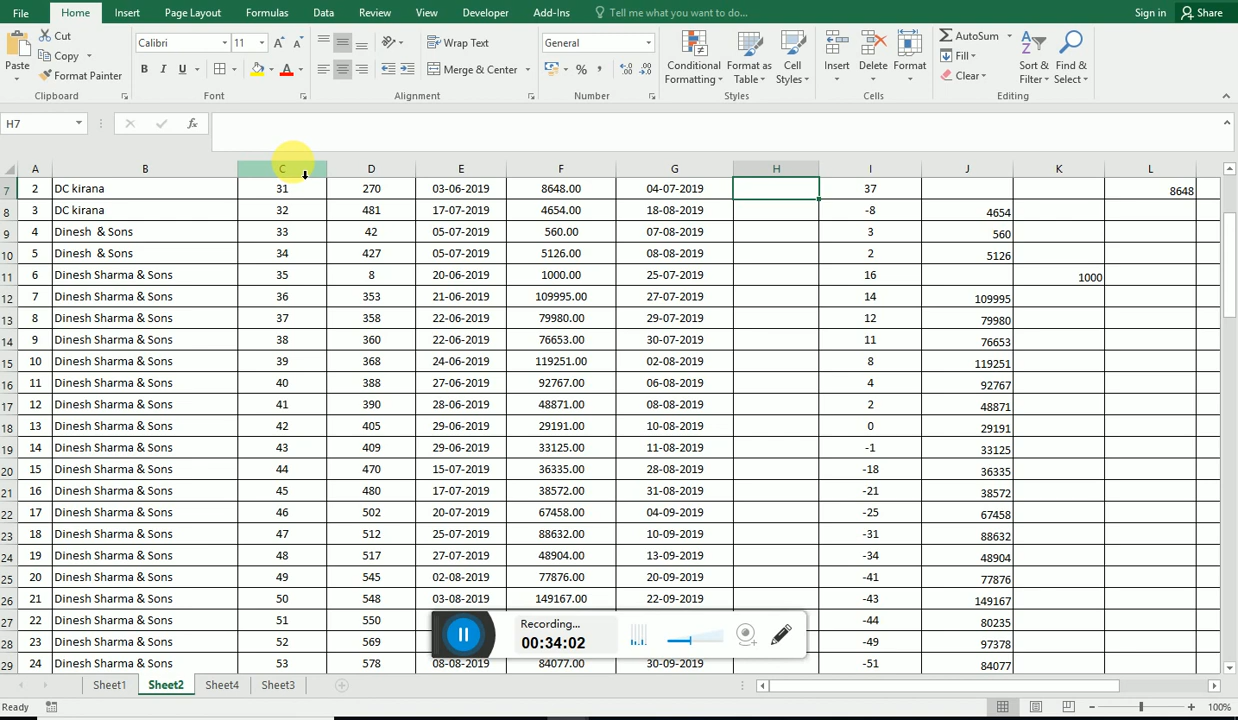 File Home Insert Page Layout Formulas Data Review View Developer Add-Ins Tell me what you want to do... Sign in Share
Paste Cut Copy Format Painter Clipboard
Calibri 11 B I U Font
Wrap Text Merge & Center Alignment
General % , Number
Conditional Formatting Format as Table Cell Styles Styles
Insert Delete Format Cells
AutoSum Fill Clear Sort & Filter Find & Select Editing
H7 fx
A B C D E F G H I J K L
7 2 DC kirana 31 270 03-06-2019 8648.00 04-07-2019 37 8648
8 3 DC kirana 32 481 17-07-2019 4654.00 18-08-2019 -8 4654
9 4 Dinesh & Sons 33 42 05-07-2019 560.00 07-08-2019 3 560
10 5 Dinesh & Sons 34 427 05-07-2019 5126.00 08-08-2019 2 5126
11 6 Dinesh Sharma & Sons 35 8 20-06-2019 1000.00 25-07-2019 16 1000
12 7 Dinesh Sharma & Sons 36 353 21-06-2019 109995.00 27-07-2019 14 109995
13 8 Dinesh Sharma & Sons 37 358 22-06-2019 79980.00 29-07-2019 12 79980
14 9 Dinesh Sharma & Sons 38 360 22-06-2019 76653.00 30-07-2019 11 76653
15 10 Dinesh Sharma & Sons 39 368 24-06-2019 119251.00 02-08-2019 8 119251
16 11 Dinesh Sharma & Sons 40 388 27-06-2019 92767.00 06-08-2019 4 92767
17 12 Dinesh Sharma & Sons 41 390 28-06-2019 48871.00 08-08-2019 2 48871
18 13 Dinesh Sharma & Sons 42 405 29-06-2019 29191.00 10-08-2019 0 29191
19 14 Dinesh Sharma & Sons 43 409 29-06-2019 33125.00 11-08-2019 -1 33125
20 15 Dinesh Sharma & Sons 44 470 15-07-2019 36335.00 28-08-2019 -18 36335
21 16 Dinesh Sharma & Sons 45 480 17-07-2019 38572.00 31-08-2019 -21 38572
22 17 Dinesh Sharma & Sons 46 502 20-07-2019 67458.00 04-09-2019 -25 67458
23 18 Dinesh Sharma & Sons 47 512 25-07-2019 88632.00 10-09-2019 -31 88632
24 19 Dinesh Sharma & Sons 48 517 27-07-2019 48904.00 13-09-2019 -34 48904
25 20 Dinesh Sharma & Sons 49 545 02-08-2019 77876.00 20-09-2019 -41 77876
26 21 Dinesh Sharma & Sons 50 548 03-08-2019 149167.00 22-09-2019 -43 149167
27 22 Dinesh Sharma & Sons 51 550 -44 80235
28 23 Dinesh Sharma & Sons 52 569 -49 97378
29 24 Dinesh Sharma & Sons 53 578 08-08-2019 84077.00 30-09-2019 -51 84077
Recording...
00:34:02
Sheet1 Sheet2 Sheet4 Sheet3
Ready 100%